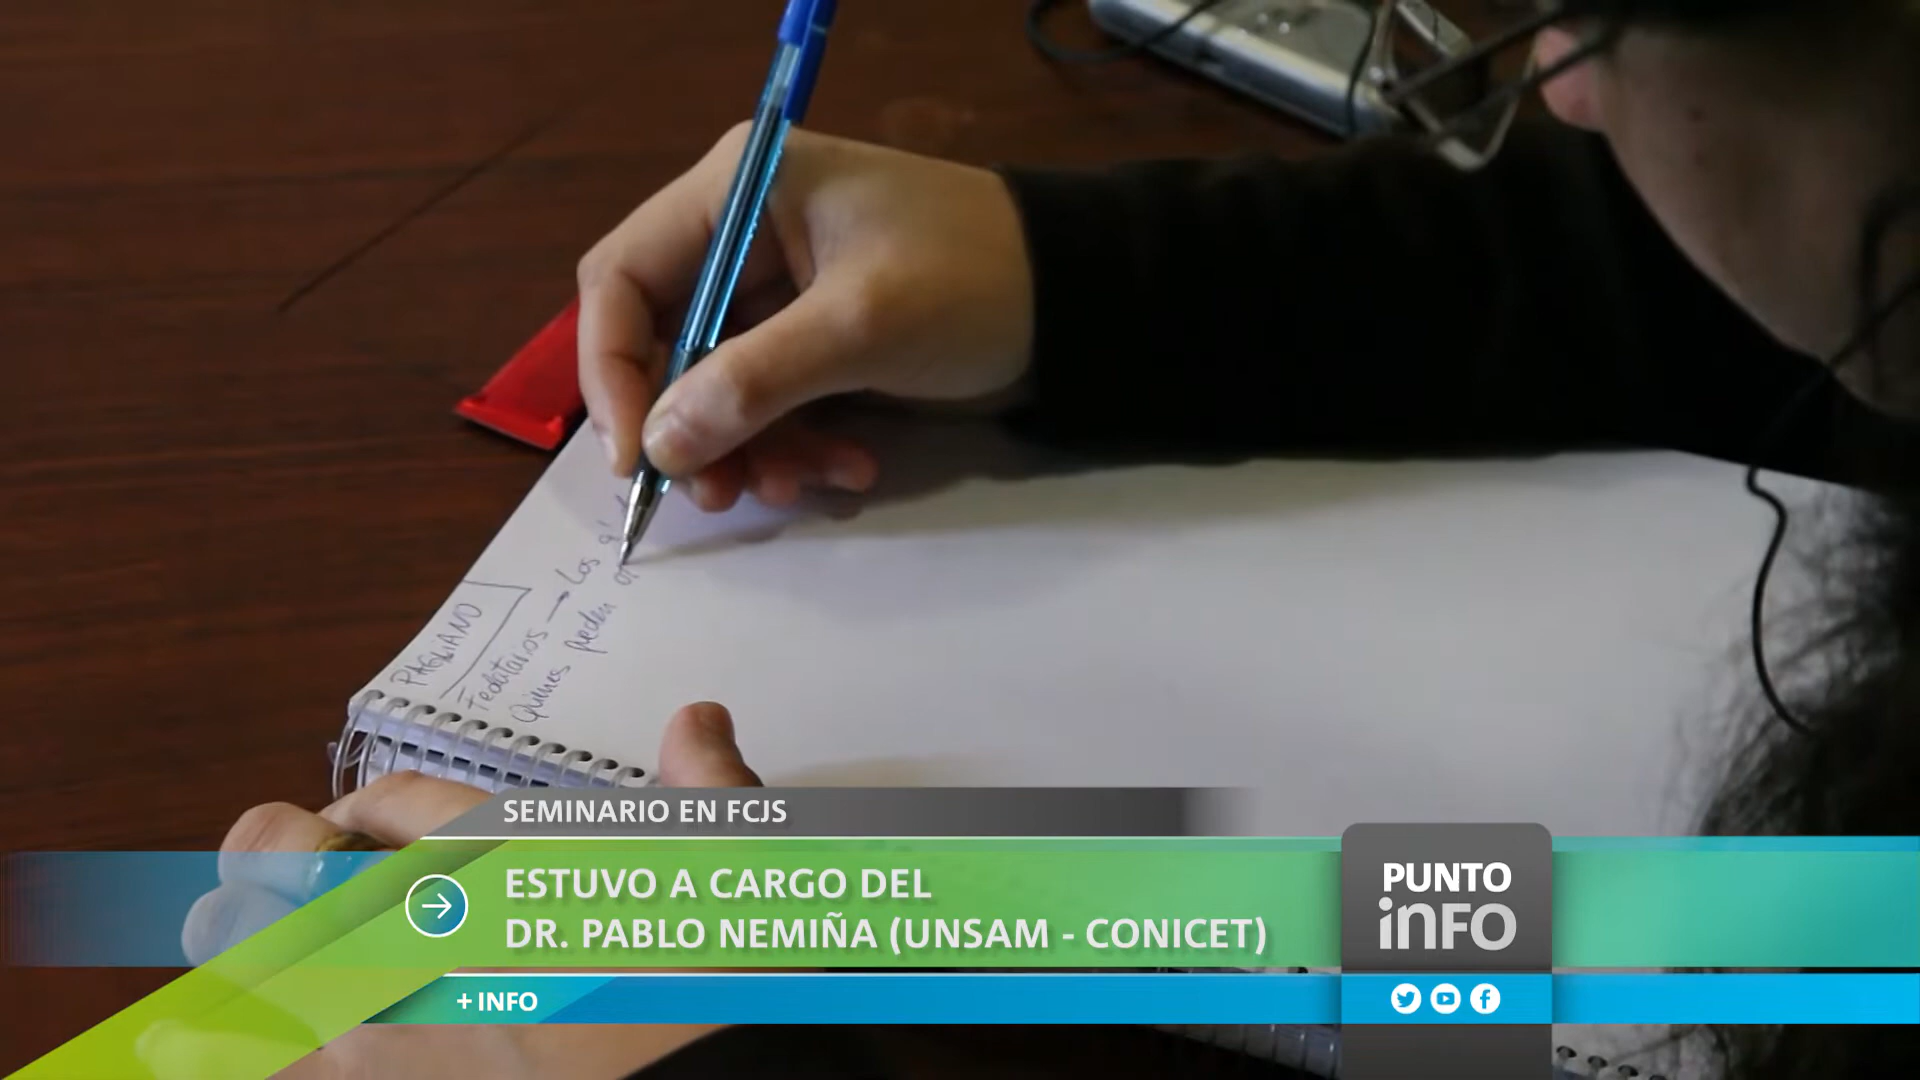 PAGLIANO
Fedatarios → Los q'
Quienes pueden
SEMINARIO EN FCJS
ESTUVO A CARGO DEL
DR. PABLO NEMIÑA (UNSAM - CONICET)
+ INFO
PUNTO
iNFO